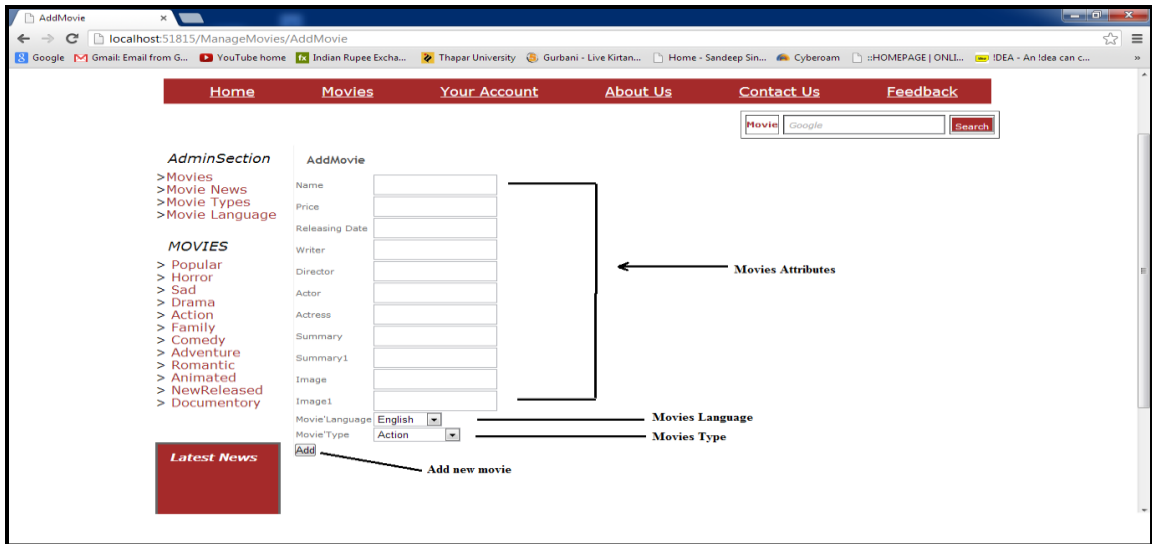 AddMovie
localhost:51815/ManageMovies/AddMovie
Google Gmail: Email from G... YouTube home Indian Rupee Excha... Thapar University Gurbani - Live Kirtan... Home - Sandeep Sin... Cyberoam ::HOMEPAGE | ONLI... !DEA - An !dea can c... »
Home Movies Your Account About Us Contact Us Feedback
Movie Google Search
AdminSection
>Movies
>Movie News
>Movie Types
>Movie Language
MOVIES
> Popular
> Horror
> Sad
> Drama
> Action
> Family
> Comedy
> Adventure
> Romantic
> Animated
> NewReleased
> Documentory
Latest News
AddMovie
Name
Price
Releasing Date
Writer
Director
Actor
Actress
Summary
Summary1
Image
Image1
Movie'Language English
Movie'Type Action
Add
Movies Attributes
Movies Language
Movies Type
Add new movie